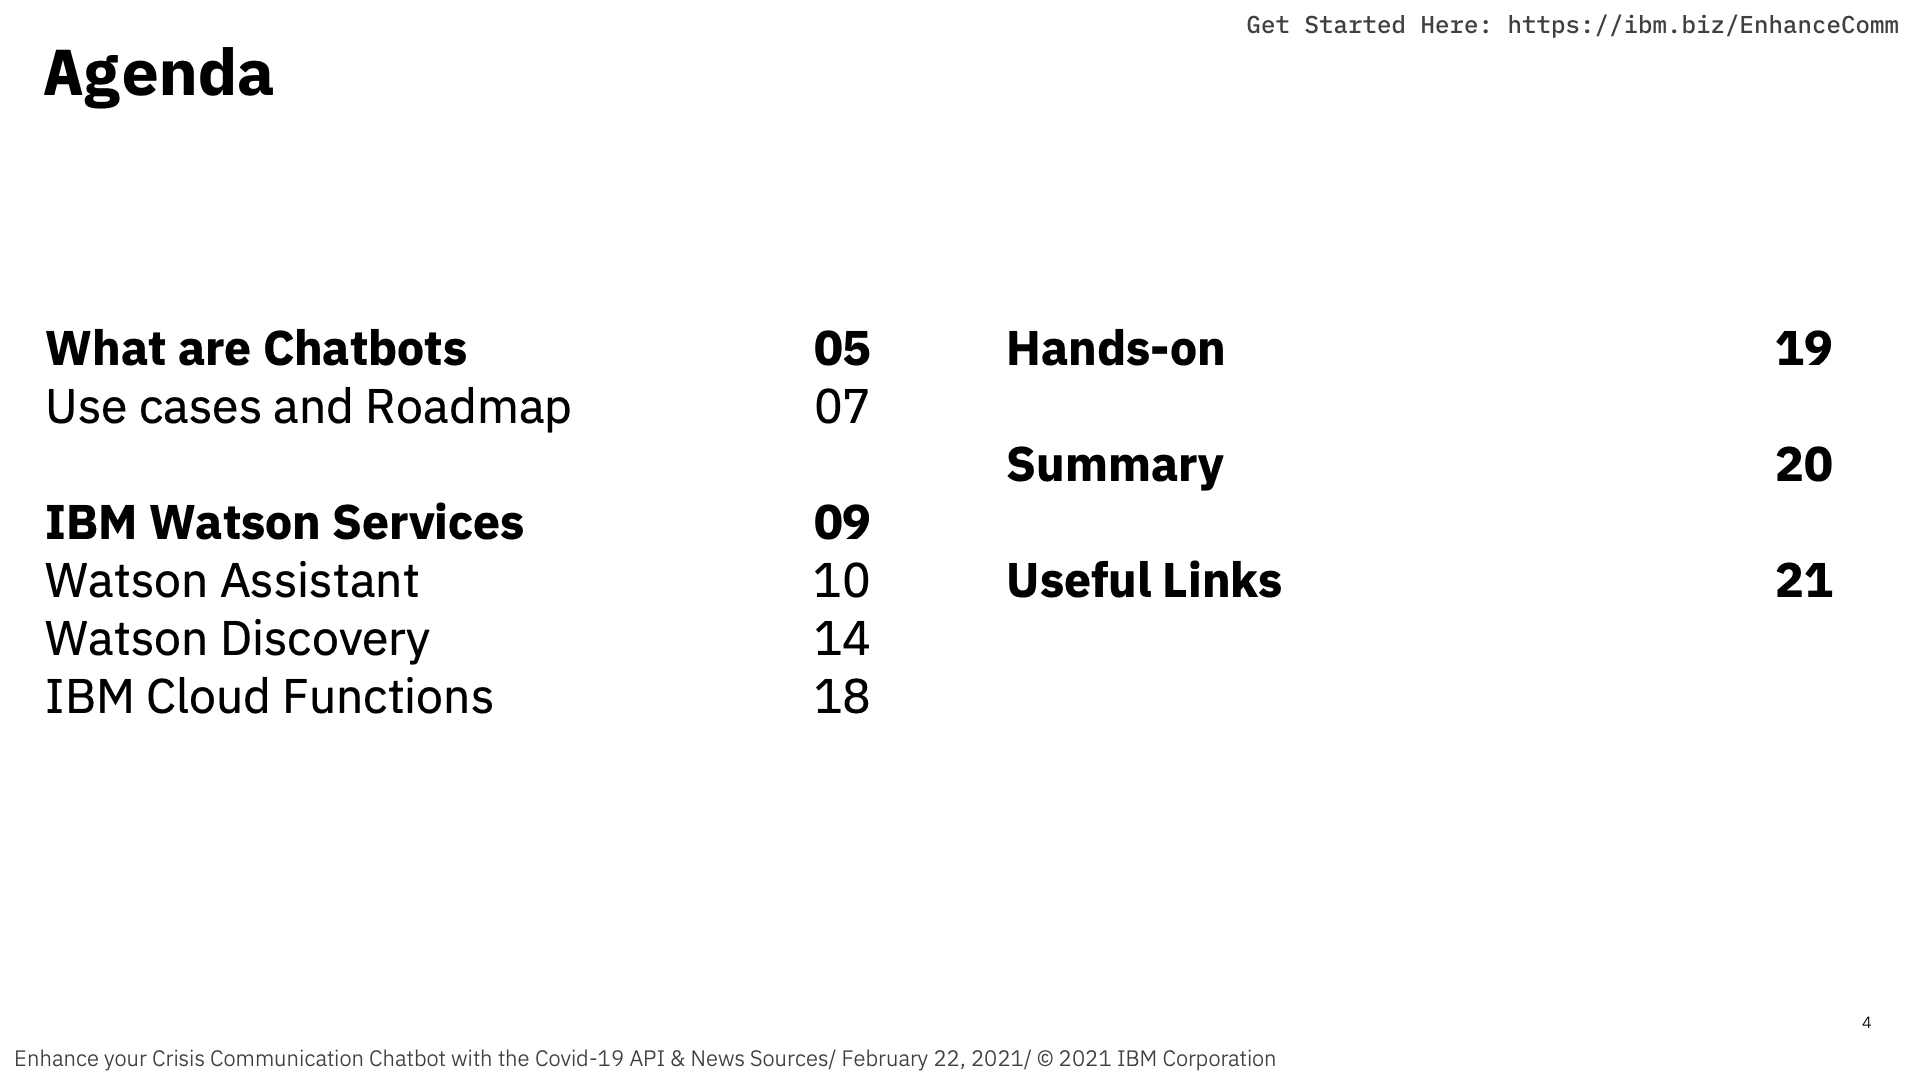 Get Started Here: https://ibm.biz/EnhanceComm
Agenda
What are Chatbots 05
Use cases and Roadmap 07
IBM Watson Services 09
Watson Assistant 10
Watson Discovery 14
IBM Cloud Functions 18
Hands-on 19
Summary 20
Useful Links 21
4
Enhance your Crisis Communication Chatbot with the Covid-19 API & News Sources/ February 22, 2021/ © 2021 IBM Corporation